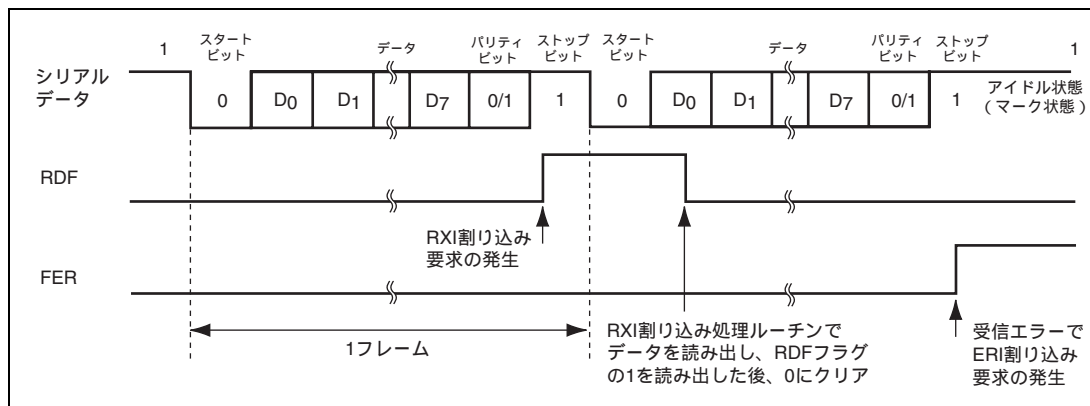 1
スタート
ビット
データ
パリティ
ビット
ストップ
ビット
スタート
ビット
データ
パリティ
ビット
ストップ
ビット
1
シリアル
データ
0
D0
D1
D7
0/1
1
0
D0
D1
D7
0/1
1
アイドル状態
(マーク状態)
RDF
RXI割り込み
要求の発生
FER
1フレーム
RXI割り込み処理ルーチンで
データを読み出し、RDFフラグ
の1を読み出した後、0にクリア
受信エラーで
ERI割り込み
要求の発生